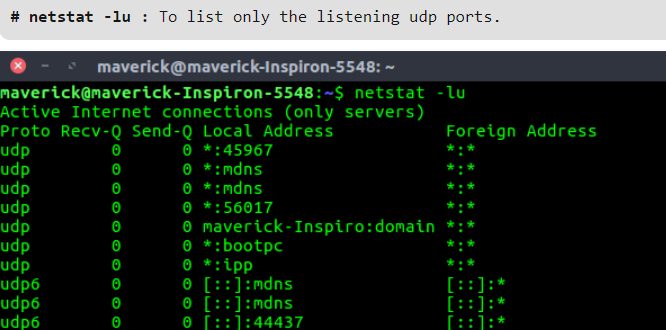 # netstat -lu : To list only the listening udp ports.
maverick@maverick-Inspiron-5548: ~
maverick@maverick-Inspiron-5548:~$ netstat -lu
Active Internet connections (only servers)
Proto Recv-Q Send-Q Local Address           Foreign Address
udp        0      0 *:45967                 *:*
udp        0      0 *:mdns                  *:*
udp        0      0 *:mdns                  *:*
udp        0      0 *:56017                 *:*
udp        0      0 maverick-Inspiro:domain *:*
udp        0      0 *:bootpc                *:*
udp        0      0 *:ipp                   *:*
udp6       0      0 [::]:mdns               [::]:*
udp6       0      0 [::]:mdns               [::]:*
udp6       0      0 [::]:44437              [::]:*